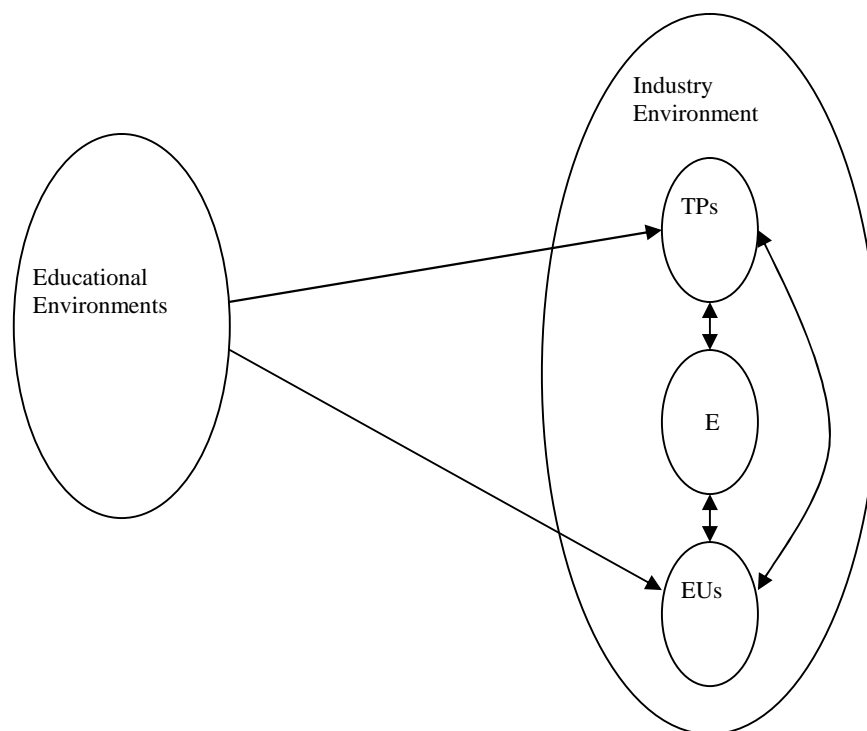 Industry
Environment
TPs
Educational
Environments
E
EUs